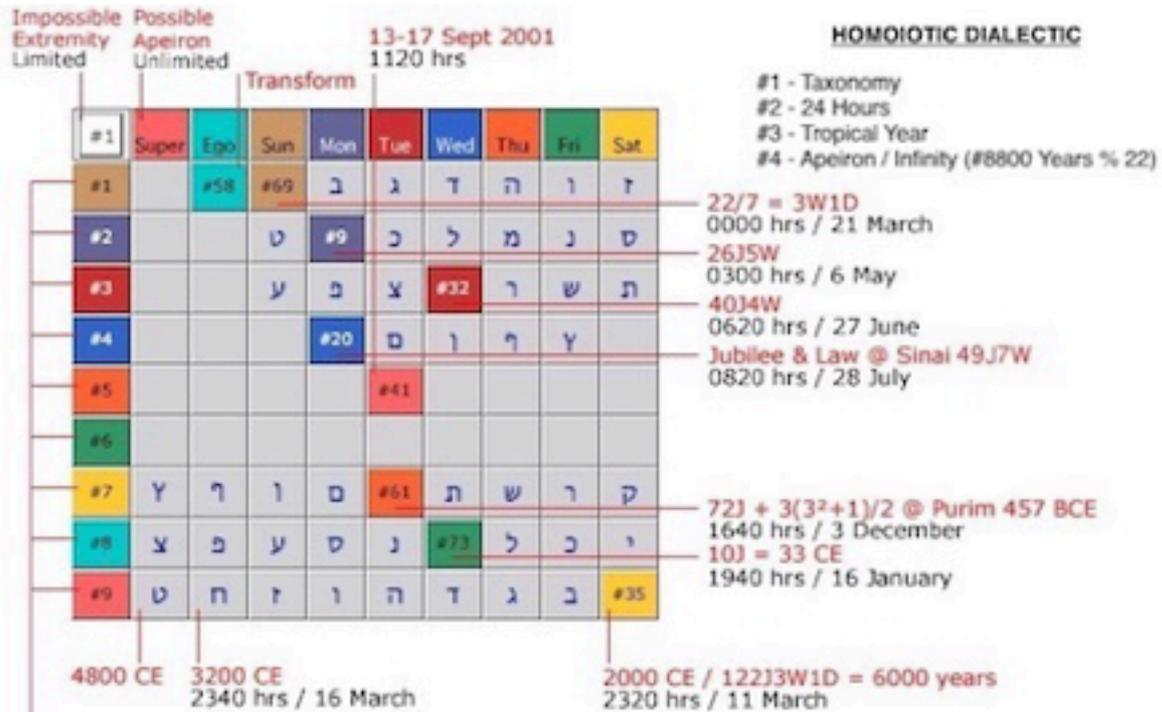 Impossible Possible
Extremity Apeiron
Limited Unlimited
Transform
13-17 Sept 2001
1120 hrs
HOMOIOTIC DIALECTIC
#1 - Taxonomy
#2 - 24 Hours
#3 - Tropical Year
#4 - Apeiron / Infinity (#8800 Years % 22)
#1 Super Ego Sun Mon Tue Wed Thu Fri Sat
#1 #58 #69 ב ג ד ה ו ז
#2 ט #9 כ ל מ נ ס
#3 ע פ צ #32 ר ש ת
#4 #20 ם ן ף ץ
#5 #41
#6
#7 ץ ף ן ם #61 ת ש ר ק
#8 צ פ ע ס נ #73 ל כ י
#9 ט ח ז ו ה ד ג ב #35
22/7 = 3W1D
0000 hrs / 21 March
26J5W
0300 hrs / 6 May
40J4W
0620 hrs / 27 June
Jubilee & Law @ Sinai 49J7W
0820 hrs / 28 July
72J + 3(3²+1)/2 @ Purim 457 BCE
1640 hrs / 3 December
10J = 33 CE
1940 hrs / 16 January
4800 CE
3200 CE
2340 hrs / 16 March
2000 CE / 122J3W1D = 6000 years
2320 hrs / 11 March